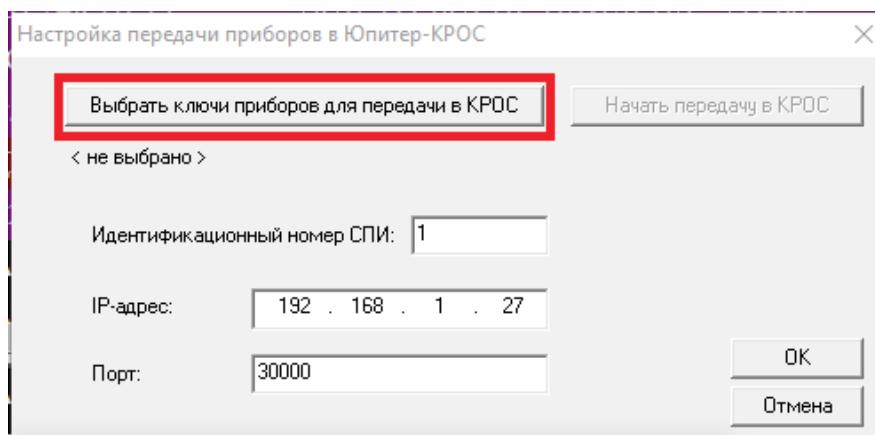 Настройка передачи приборов в Юпитер-КРОС
Выбрать ключи приборов для передачи в КРОС
Начать передачу в КРОС
< не выбрано >
Идентификационный номер СПИ: 1
IP-адрес: 192 . 168 . 1 . 27
Порт: 30000
OK
Отмена